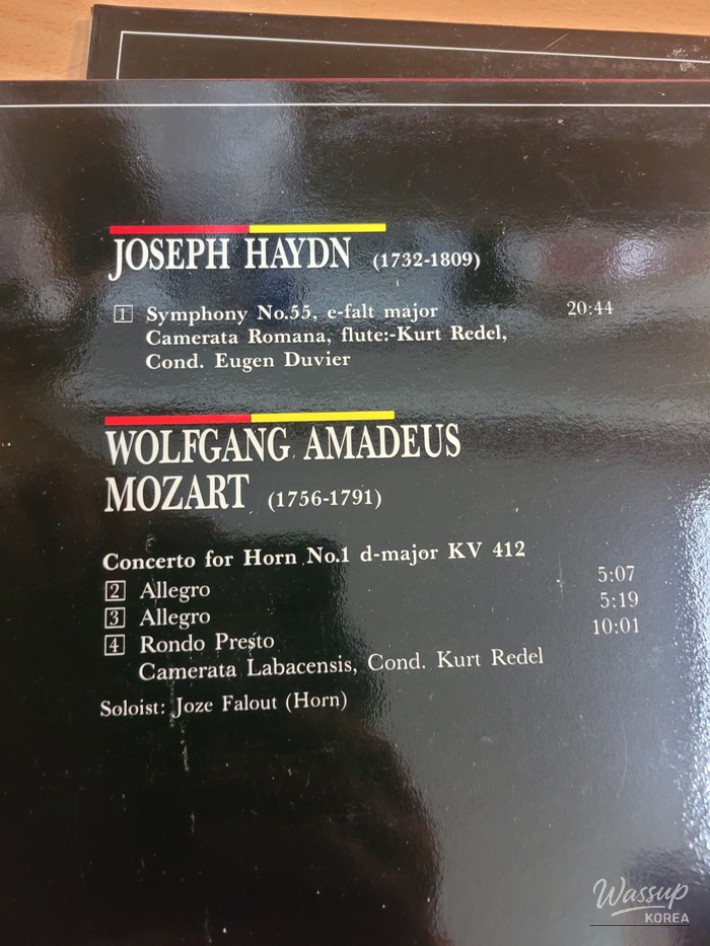 JOSEPH HAYDN (1732-1809)
1 Symphony No.55, e-falt major 20:44
Camerata Romana, flute:-Kurt Redel,
Cond. Eugen Duvier
WOLFGANG AMADEUS
MOZART (1756-1791)
Concerto for Horn No.1 d-major KV 412
2 Allegro 5:07
3 Allegro 5:19
4 Rondo Presto 10:01
Camerata Labacensis, Cond. Kurt Redel
Soloist: Joze Falout (Horn)
Wassup
KOREA